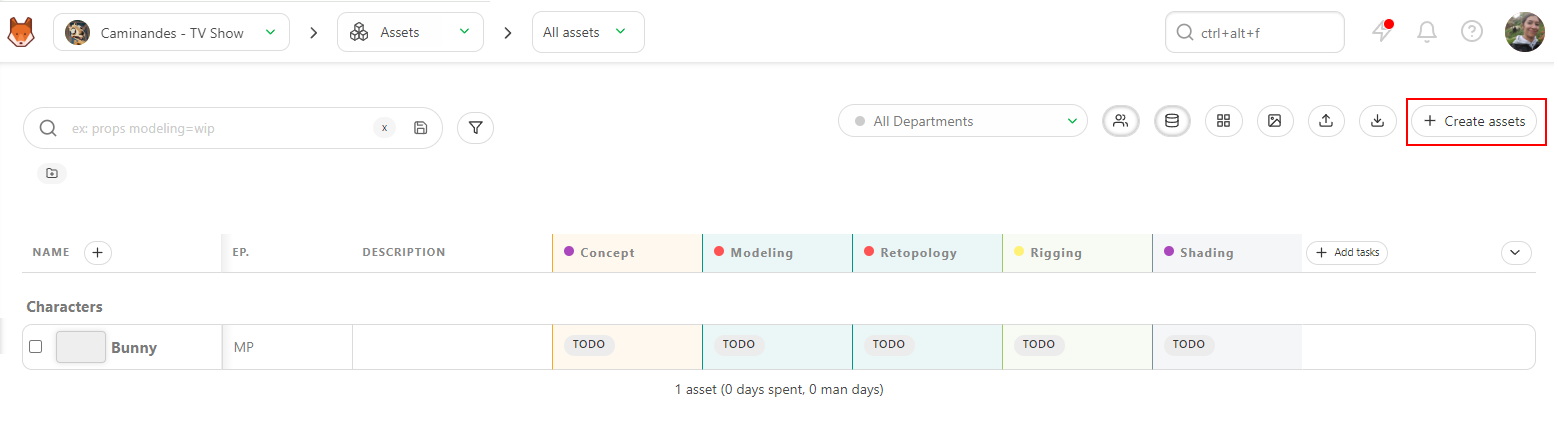 Caminandes - TV Show Assets All assets ctrl+alt+f
ex: props modeling=wip x All Departments + Create assets
NAME + EP. DESCRIPTION Concept Modeling Retopology Rigging Shading + Add tasks
Characters
Bunny MP TODO TODO TODO TODO TODO
1 asset (0 days spent, 0 man days)